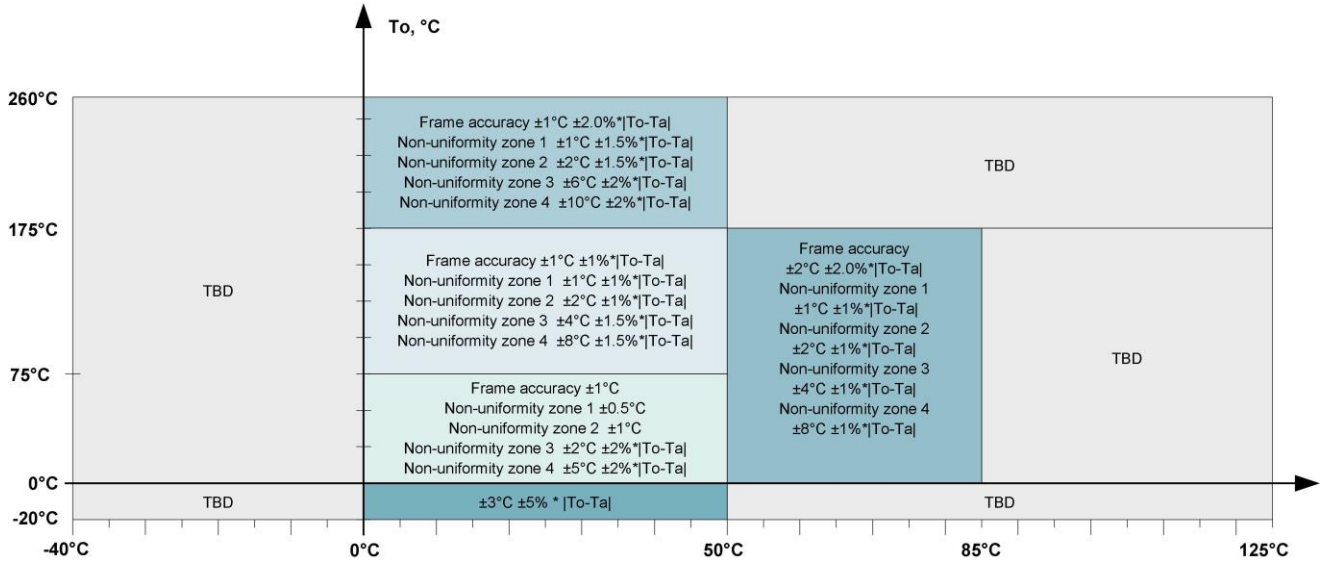 To, °C
260°C
Frame accuracy ±1°C ±2.0%*|To-Ta|
Non-uniformity zone 1 ±1°C ±1.5%*|To-Ta|
Non-uniformity zone 2 ±2°C ±1.5%*|To-Ta|
Non-uniformity zone 3 ±6°C ±2%*|To-Ta|
Non-uniformity zone 4 ±10°C ±2%*|To-Ta|
TBD
175°C
TBD
Frame accuracy ±1°C ±1%*|To-Ta|
Non-uniformity zone 1 ±1°C ±1%*|To-Ta|
Non-uniformity zone 2 ±2°C ±1%*|To-Ta|
Non-uniformity zone 3 ±4°C ±1.5%*|To-Ta|
Non-uniformity zone 4 ±8°C ±1.5%*|To-Ta|
Frame accuracy
±2°C ±2.0%*|To-Ta|
Non-uniformity zone 1
±1°C ±1%*|To-Ta|
Non-uniformity zone 2
±2°C ±1%*|To-Ta|
Non-uniformity zone 3
±4°C ±1%*|To-Ta|
Non-uniformity zone 4
±8°C ±1%*|To-Ta|
TBD
75°C
Frame accuracy ±1°C
Non-uniformity zone 1 ±0.5°C
Non-uniformity zone 2 ±1°C
Non-uniformity zone 3 ±2°C ±2%*|To-Ta|
Non-uniformity zone 4 ±5°C ±2%*|To-Ta|
0°C
TBD
±3°C ±5% * |To-Ta|
TBD
-20°C
-40°C
0°C
50°C
85°C
125°C